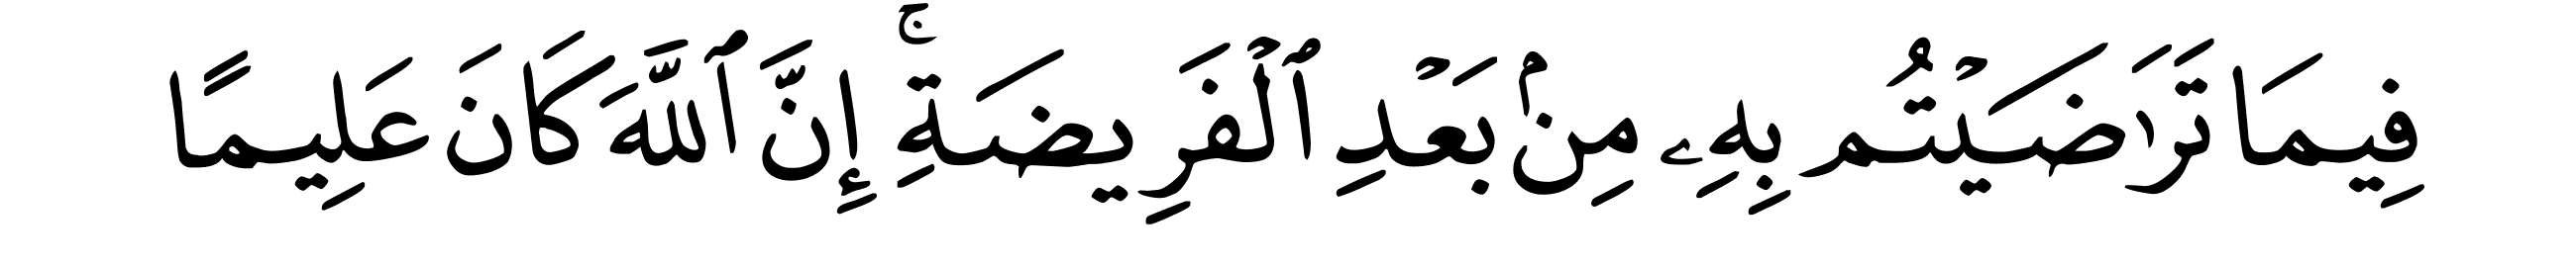 فِيمَا تَرَٰضَيْتُم بِهِۦ مِنۢ بَعْدِ ٱلْفَرِيضَةِۚ إِنَّ ٱللَّهَ كَانَ عَلِيمًا